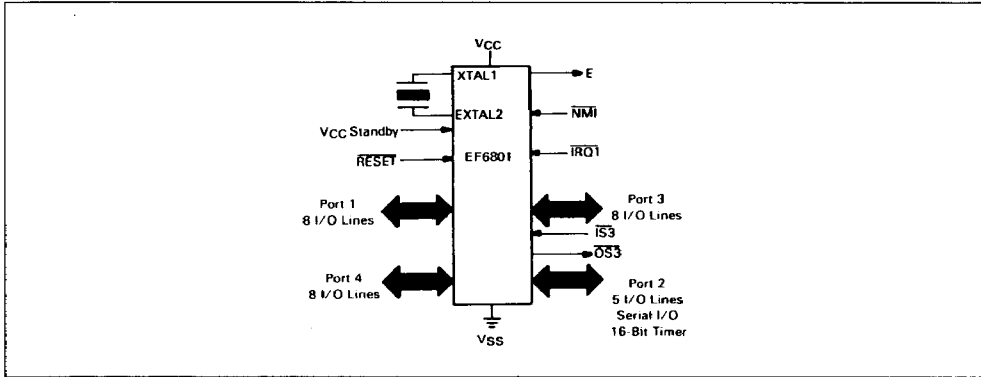 VCC
XTAL1
E
EXTAL2
NMI
VCC Standby
IRQ1
RESET
EF6801
Port 1
8 I/O Lines
Port 3
8 I/O Lines
IS3
OS3
Port 4
8 I/O Lines
Port 2
5 I/O Lines
Serial I/O
16-Bit Timer
VSS